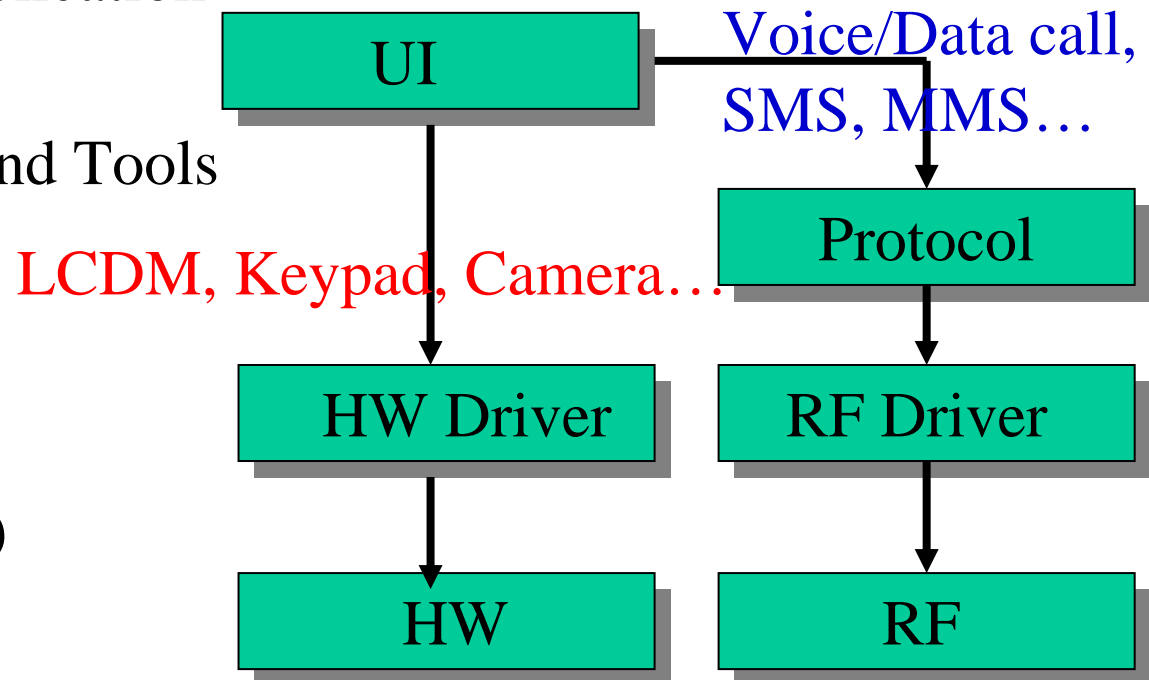 UI
Voice/Data call,
SMS, MMS…
nd Tools
Protocol
LCDM, Keypad, Camera…
HW Driver
RF Driver
)
HW
RF